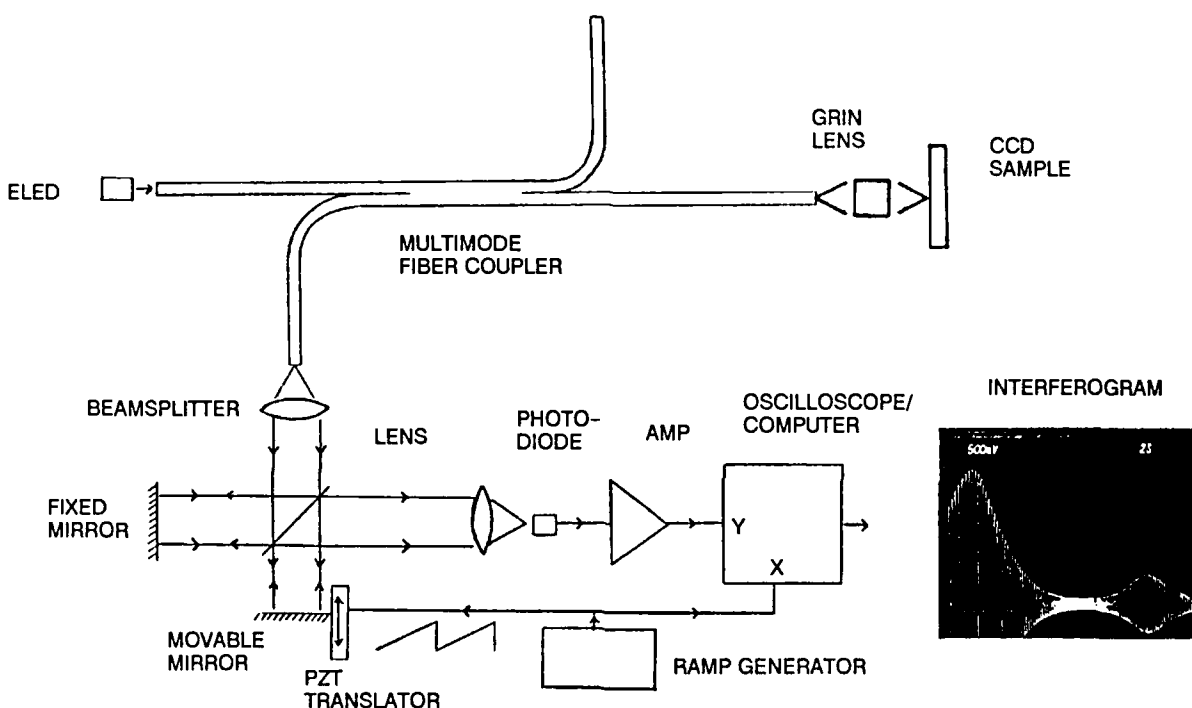 GRIN
LENS
CCD
SAMPLE
ELED
MULTIMODE
FIBER COUPLER
BEAMSPLITTER
LENS
PHOTO-
DIODE
AMP
OSCILLOSCOPE/
COMPUTER
INTERFEROGRAM
500mV
2S
FIXED
MIRROR
Y
X
MOVABLE
MIRROR
PZT
TRANSLATOR
RAMP GENERATOR